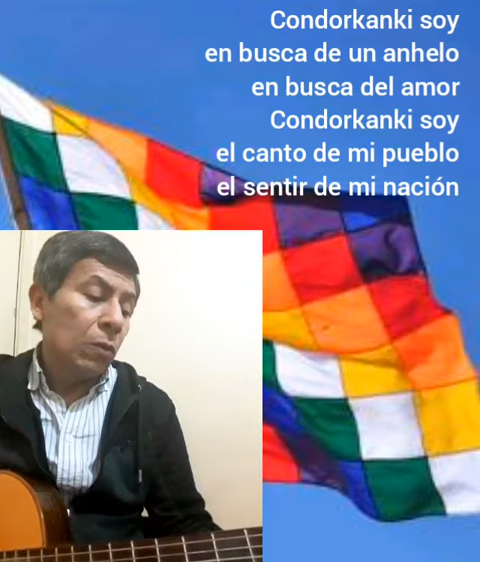 Condorkanki soy
en busca de un anhelo
en busca del amor
Condorkanki soy
el canto de mi pueblo
el sentir de mi nación